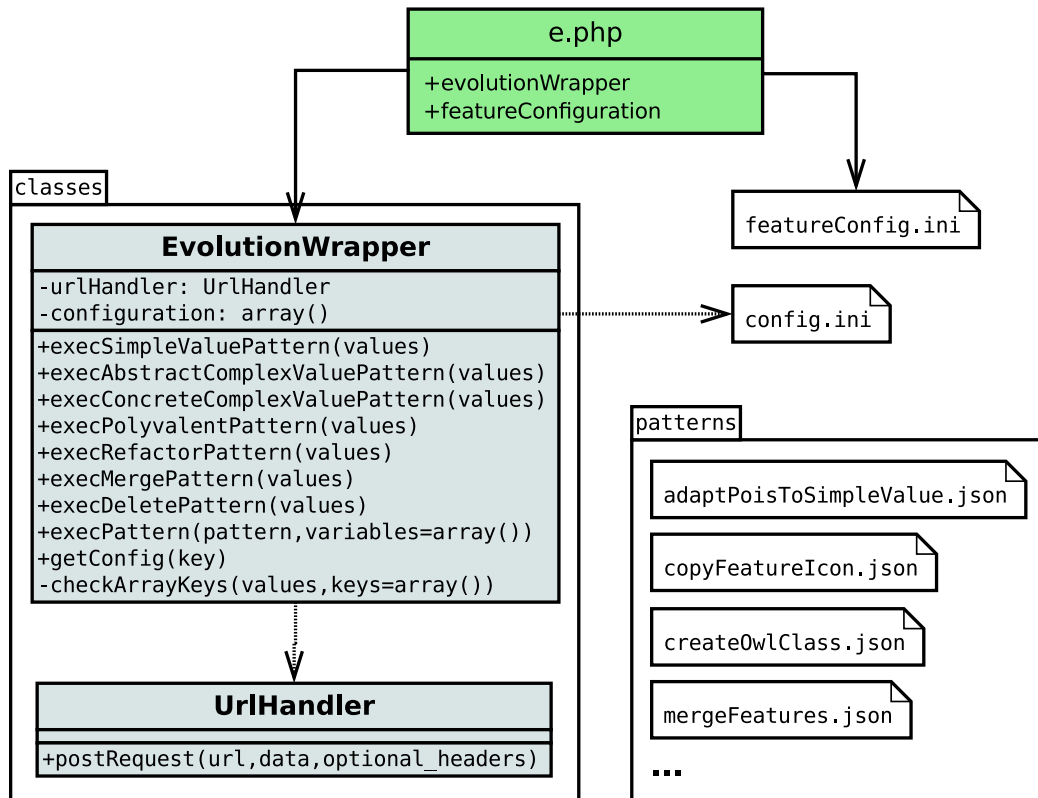 e.php
+evolutionWrapper
+featureConfiguration
classes
EvolutionWrapper
-urlHandler: UrlHandler
-configuration: array()
+execSimpleValuePattern(values)
+execAbstractComplexValuePattern(values)
+execConcreteComplexValuePattern(values)
+execPolyvalentPattern(values)
+execRefactorPattern(values)
+execMergePattern(values)
+execDeletePattern(values)
+execPattern(pattern,variables=array())
+getConfig(key)
-checkArrayKeys(values,keys=array())
UrlHandler
+postRequest(url,data,optional_headers)
featureConfig.ini
config.ini
patterns
adaptPoisToSimpleValue.json
copyFeatureIcon.json
createOwlClass.json
mergeFeatures.json
...